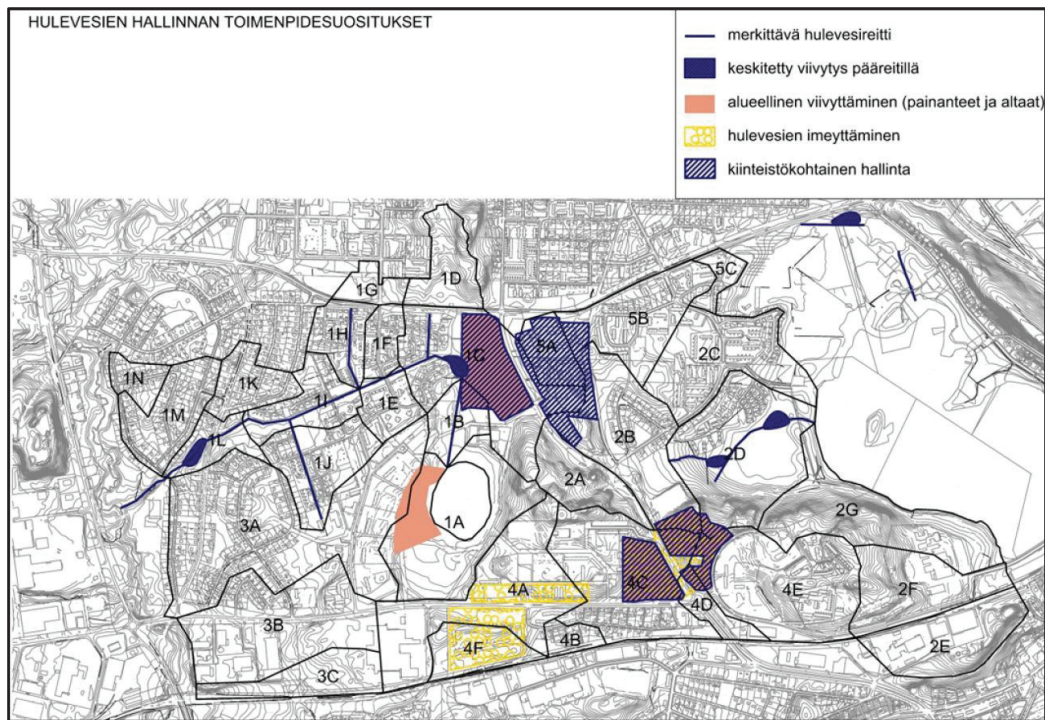 HULEVESIEN HALLINNAN TOIMENPIDESUOSITUKSET
merkittävä hulevesireitti
keskitetty viivytys pääreitillä
alueellinen viivyttäminen (painanteet ja altaat)
hulevesien imeyttäminen
kiinteistökohtainen hallinta
1D
5C
1G
5B
1H
1F
1C
5A
2C
1N
1K
1I
1E
1M
1B
2B
1L
1J
2D
2A
3A
1A
2G
4A
4C
4E
2F
4D
3B
4F
4B
2E
3C